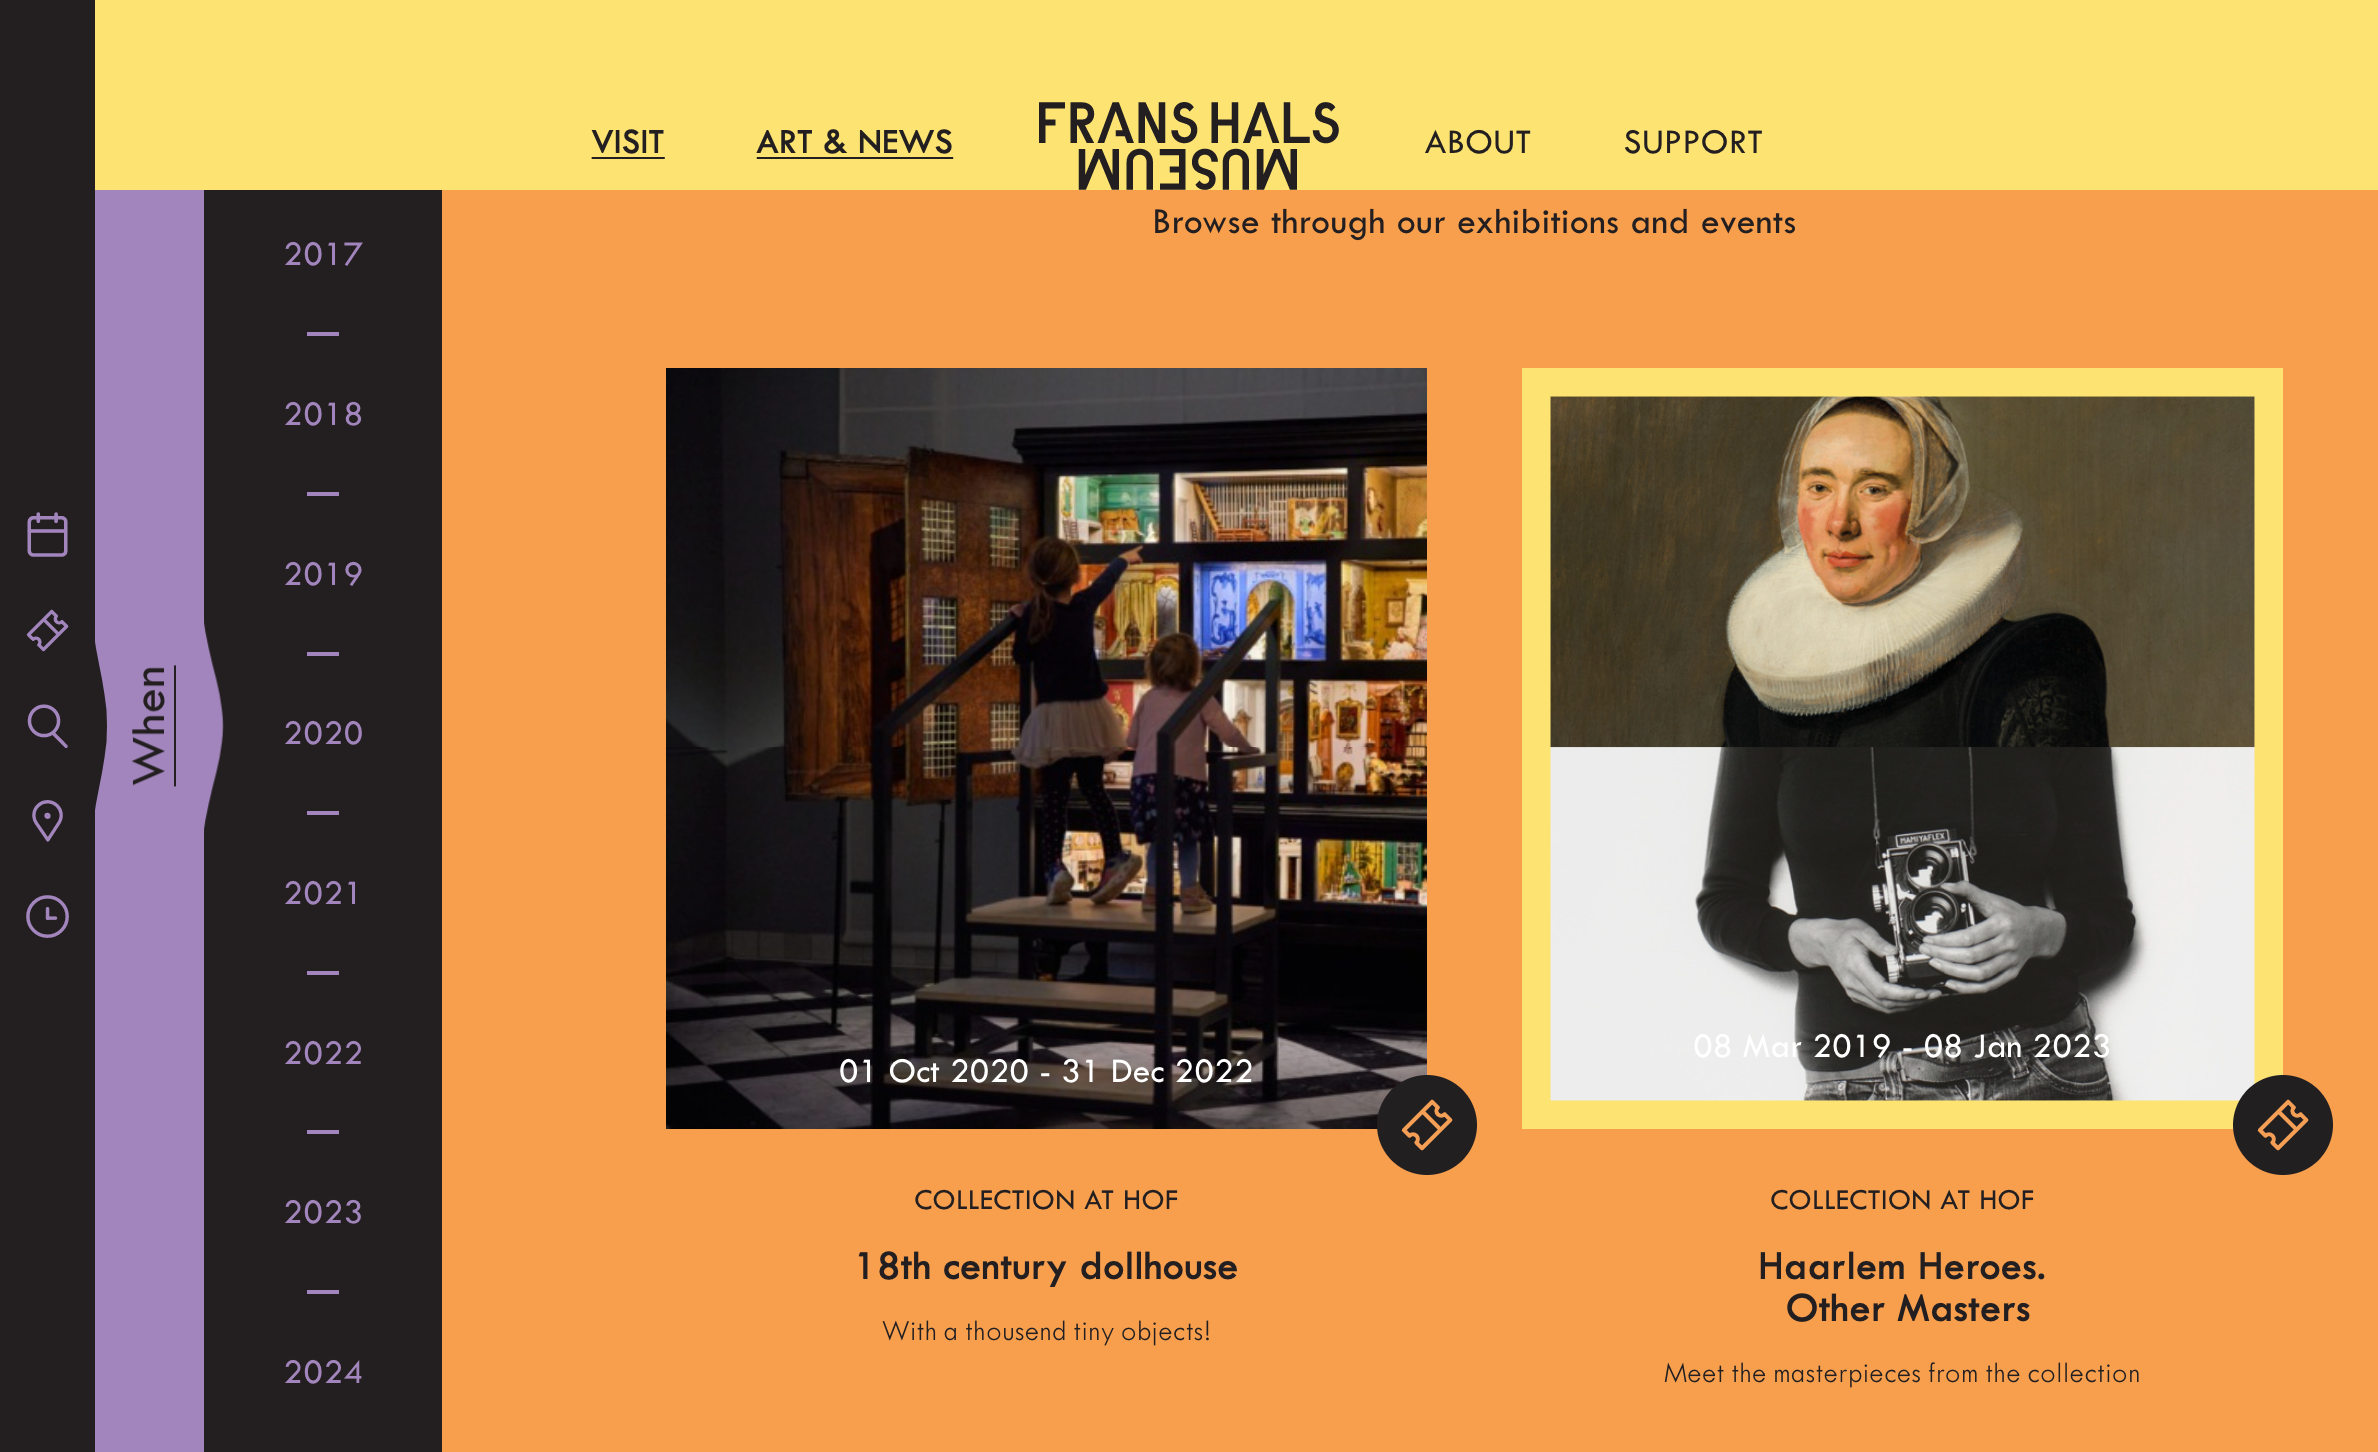 VISIT
ART & NEWS
FRANS HALS
MUSEUM
ABOUT
SUPPORT
Browse through our exhibitions and events
When
2017
2018
2019
2020
2021
2022
2023
2024
MAMIYAFLEX
01 Oct 2020 - 31 Dec 2022
08 Mar 2019 - 08 Jan 2023
COLLECTION AT HOF
18th century dollhouse
With a thousend tiny objects!
COLLECTION AT HOF
Haarlem Heroes.
Other Masters
Meet the masterpieces from the collection